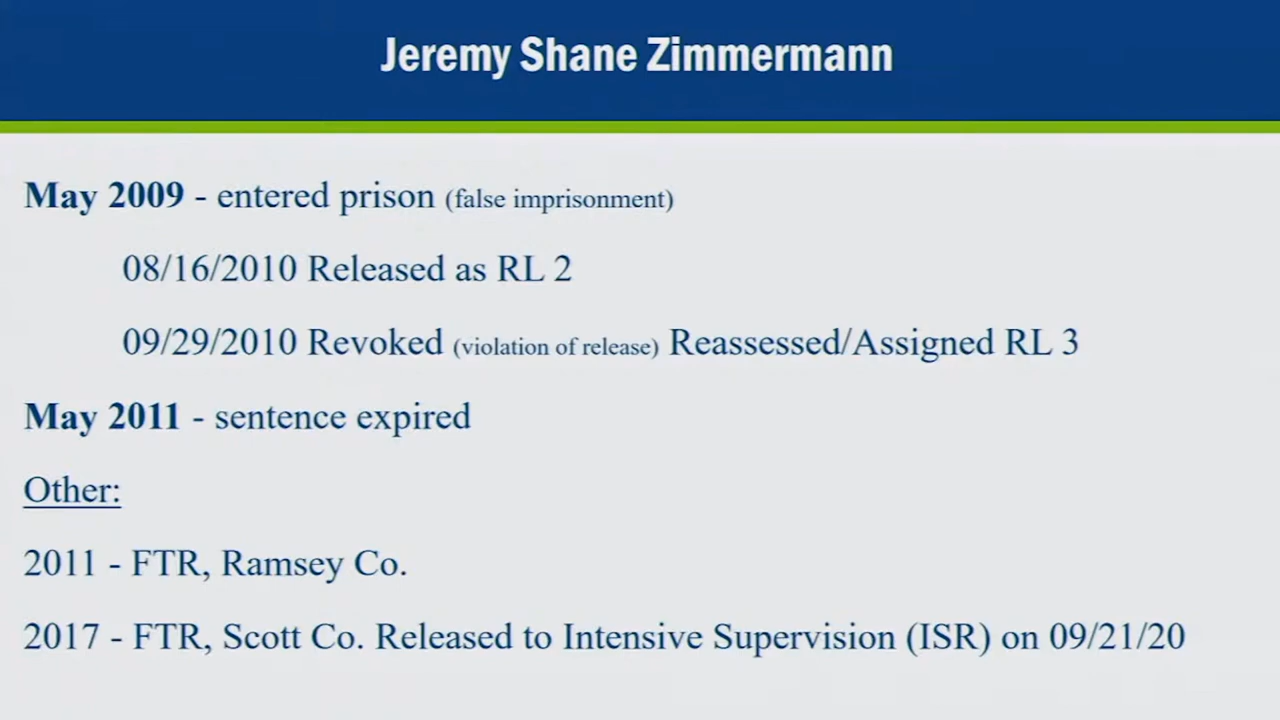 Jeremy Shane Zimmermann
May 2009 - entered prison (false imprisonment)
08/16/2010 Released as RL 2
09/29/2010 Revoked (violation of release) Reassessed/Assigned RL 3
May 2011 - sentence expired
Other:
2011 - FTR, Ramsey Co.
2017 - FTR, Scott Co. Released to Intensive Supervision (ISR) on 09/21/20